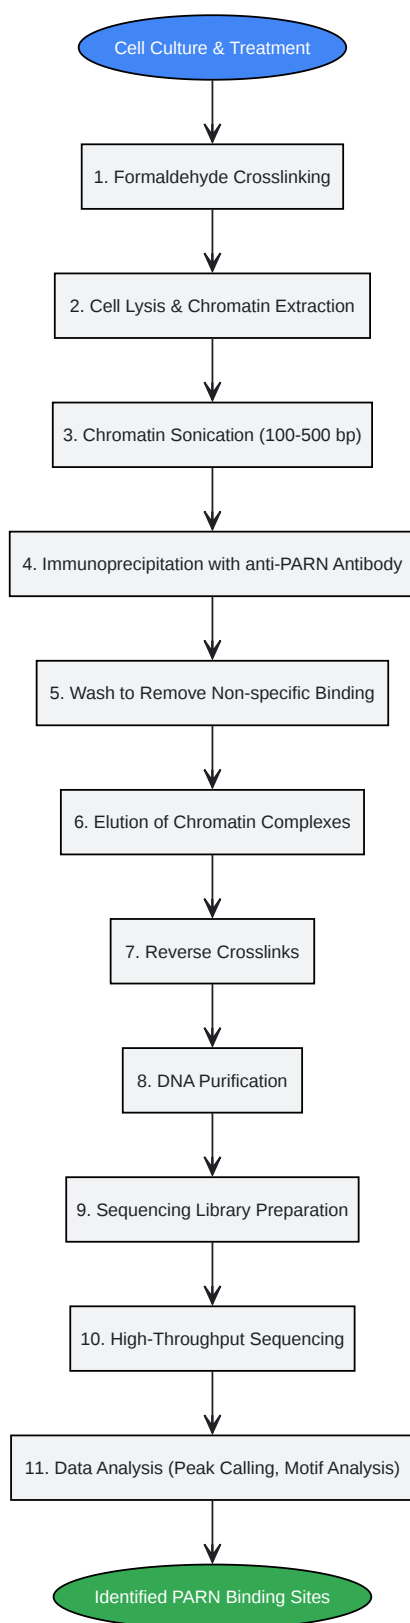 Cell Culture & Treatment
1. Formaldehyde Crosslinking
2. Cell Lysis & Chromatin Extraction
3. Chromatin Sonication (100-500 bp)
4. Immunoprecipitation with anti-PARN Antibody
5. Wash to Remove Non-specific Binding
6. Elution of Chromatin Complexes
7. Reverse Crosslinks
8. DNA Purification
9. Sequencing Library Preparation
10. High-Throughput Sequencing
11. Data Analysis (Peak Calling, Motif Analysis)
Identified PARN Binding Sites